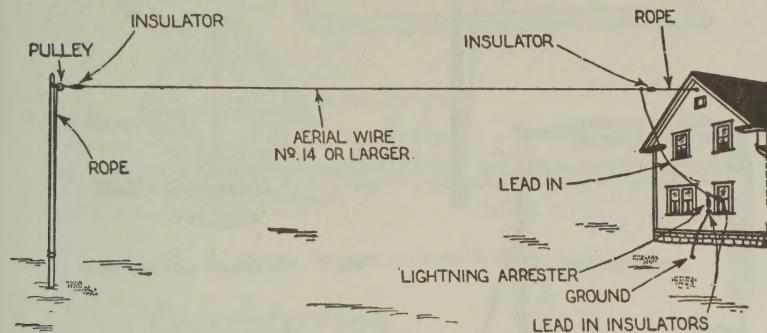 INSULATOR
PULLEY
INSULATOR
ROPE
AERIAL WIRE
Nº. 14 OR LARGER.
ROPE
LEAD IN
LIGHTNING ARRESTER
GROUND
LEAD IN INSULATORS